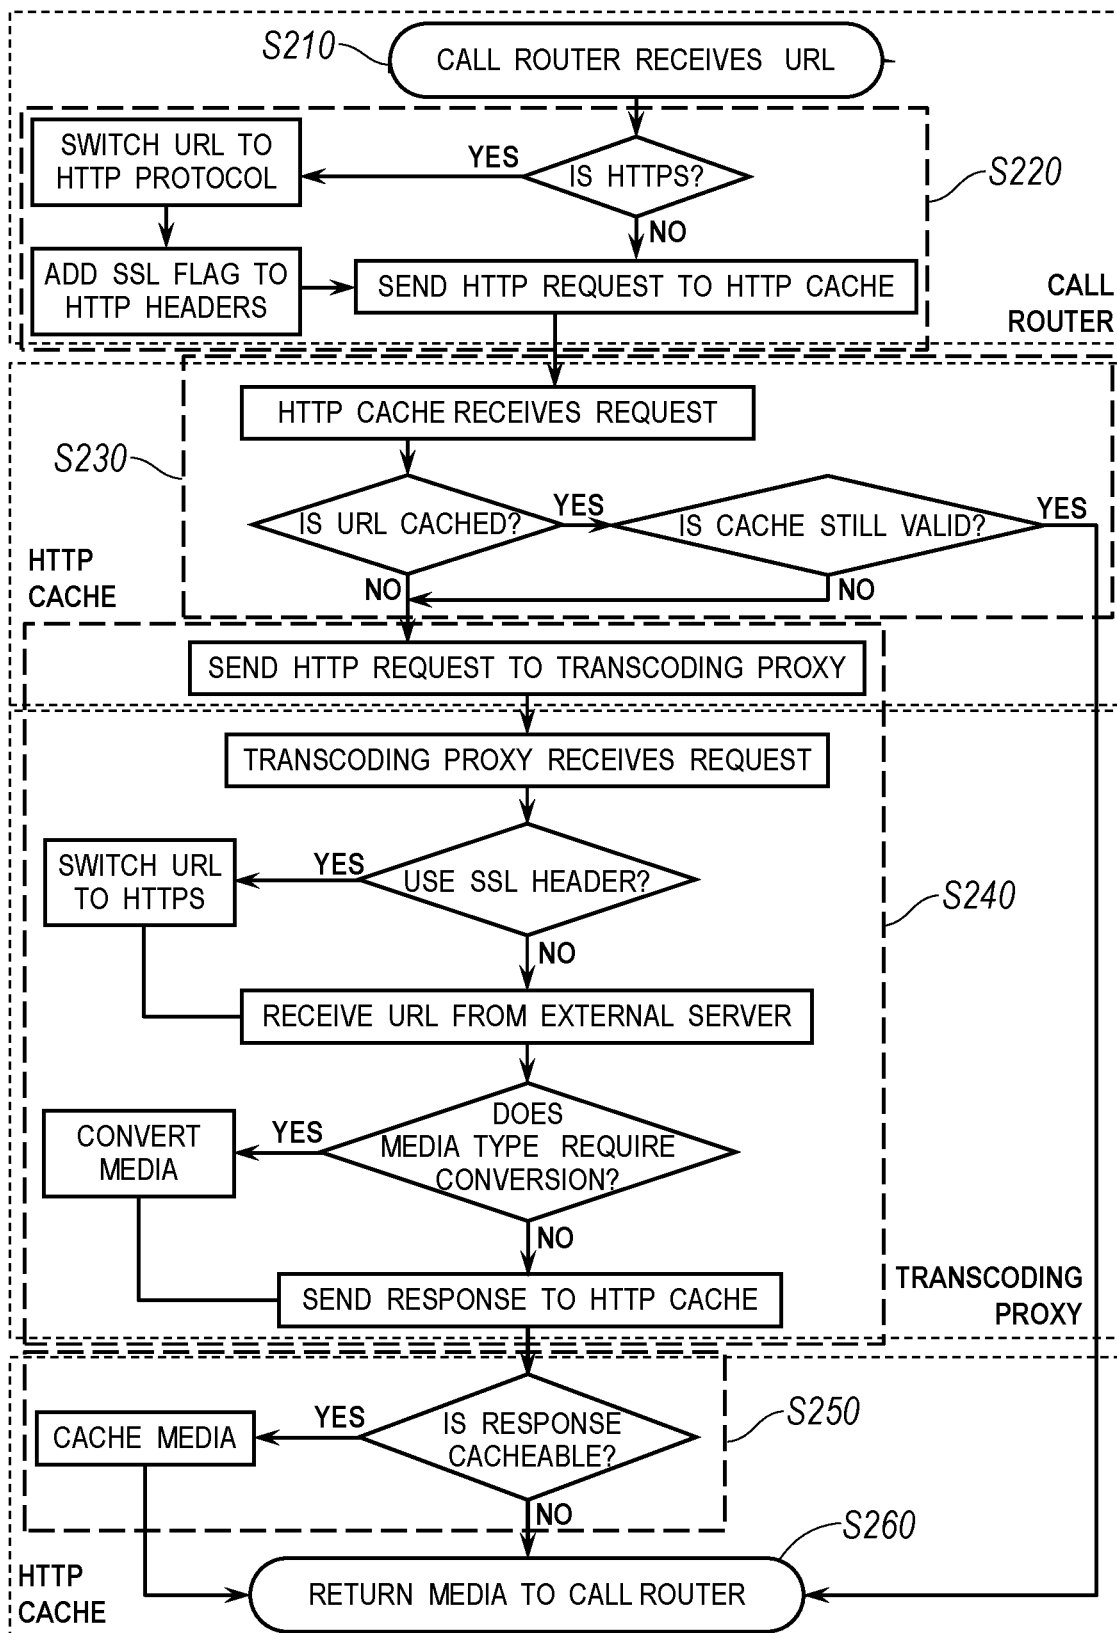 S210
CALL ROUTER RECEIVES URL
SWITCH URL TO
HTTP PROTOCOL
YES
IS HTTPS?
S220
NO
ADD SSL FLAG TO
HTTP HEADERS
SEND HTTP REQUEST TO HTTP CACHE
CALL
ROUTER
HTTP CACHE RECEIVES REQUEST
S230
IS URL CACHED?
YES
IS CACHE STILL VALID?
YES
HTTP
CACHE
NO
NO
SEND HTTP REQUEST TO TRANSCODING PROXY
TRANSCODING PROXY RECEIVES REQUEST
SWITCH URL
TO HTTPS
YES
USE SSL HEADER?
S240
NO
RECEIVE URL FROM EXTERNAL SERVER
CONVERT
MEDIA
YES
DOES
MEDIA TYPE REQUIRE
CONVERSION?
NO
SEND RESPONSE TO HTTP CACHE
TRANSCODING
PROXY
CACHE MEDIA
YES
IS RESPONSE
CACHEABLE?
S250
NO
S260
HTTP
CACHE
RETURN MEDIA TO CALL ROUTER